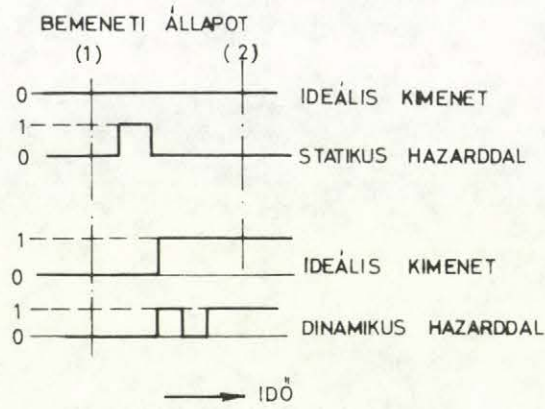 BEMENETI ÁLLAPOT
(1) (2)
0 IDEÁLIS KIMENET
1
0 STATIKUS HAZARDDAL
1
0 IDEÁLIS KIMENET
1
0 DINAMIKUS HAZARDDAL
IDŐ